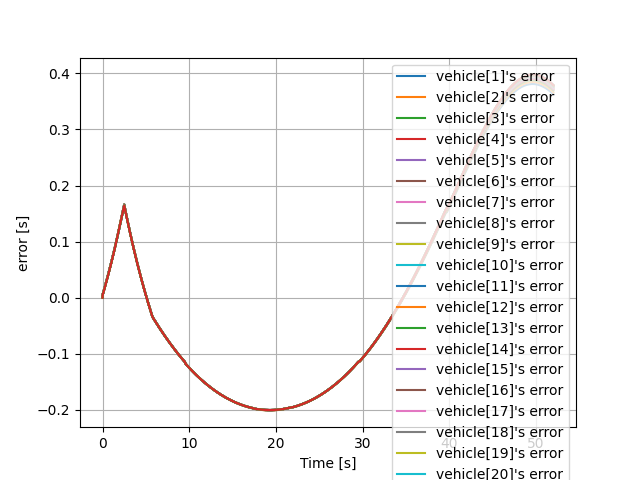 0.4
0.3
0.2
0.1
0.0
−0.1
−0.2
error [s]
0
10
20
30
40
50
Time [s]
vehicle[1]'s error
vehicle[2]'s error
vehicle[3]'s error
vehicle[4]'s error
vehicle[5]'s error
vehicle[6]'s error
vehicle[7]'s error
vehicle[8]'s error
vehicle[9]'s error
vehicle[10]'s error
vehicle[11]'s error
vehicle[12]'s error
vehicle[13]'s error
vehicle[14]'s error
vehicle[15]'s error
vehicle[16]'s error
vehicle[17]'s error
vehicle[18]'s error
vehicle[19]'s error
vehicle[20]'s error